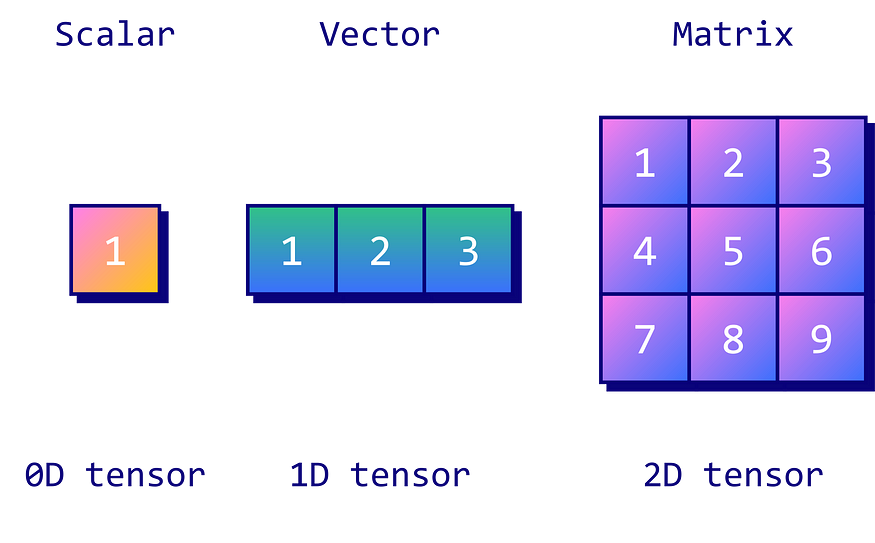 Scalar Vector Matrix
1 2 3
1 1 2 3 4 5 6
7 8 9
0D tensor 1D tensor 2D tensor